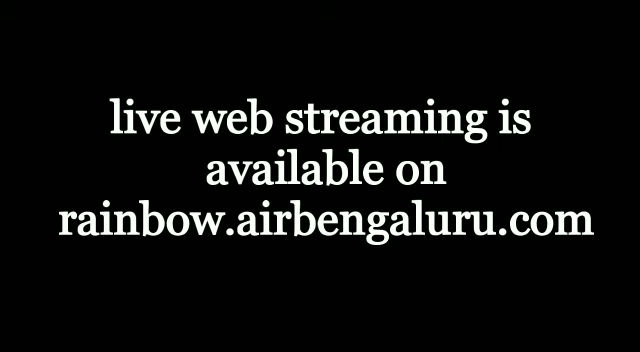 live web streaming is
available on
rainbow.airbengaluru.com